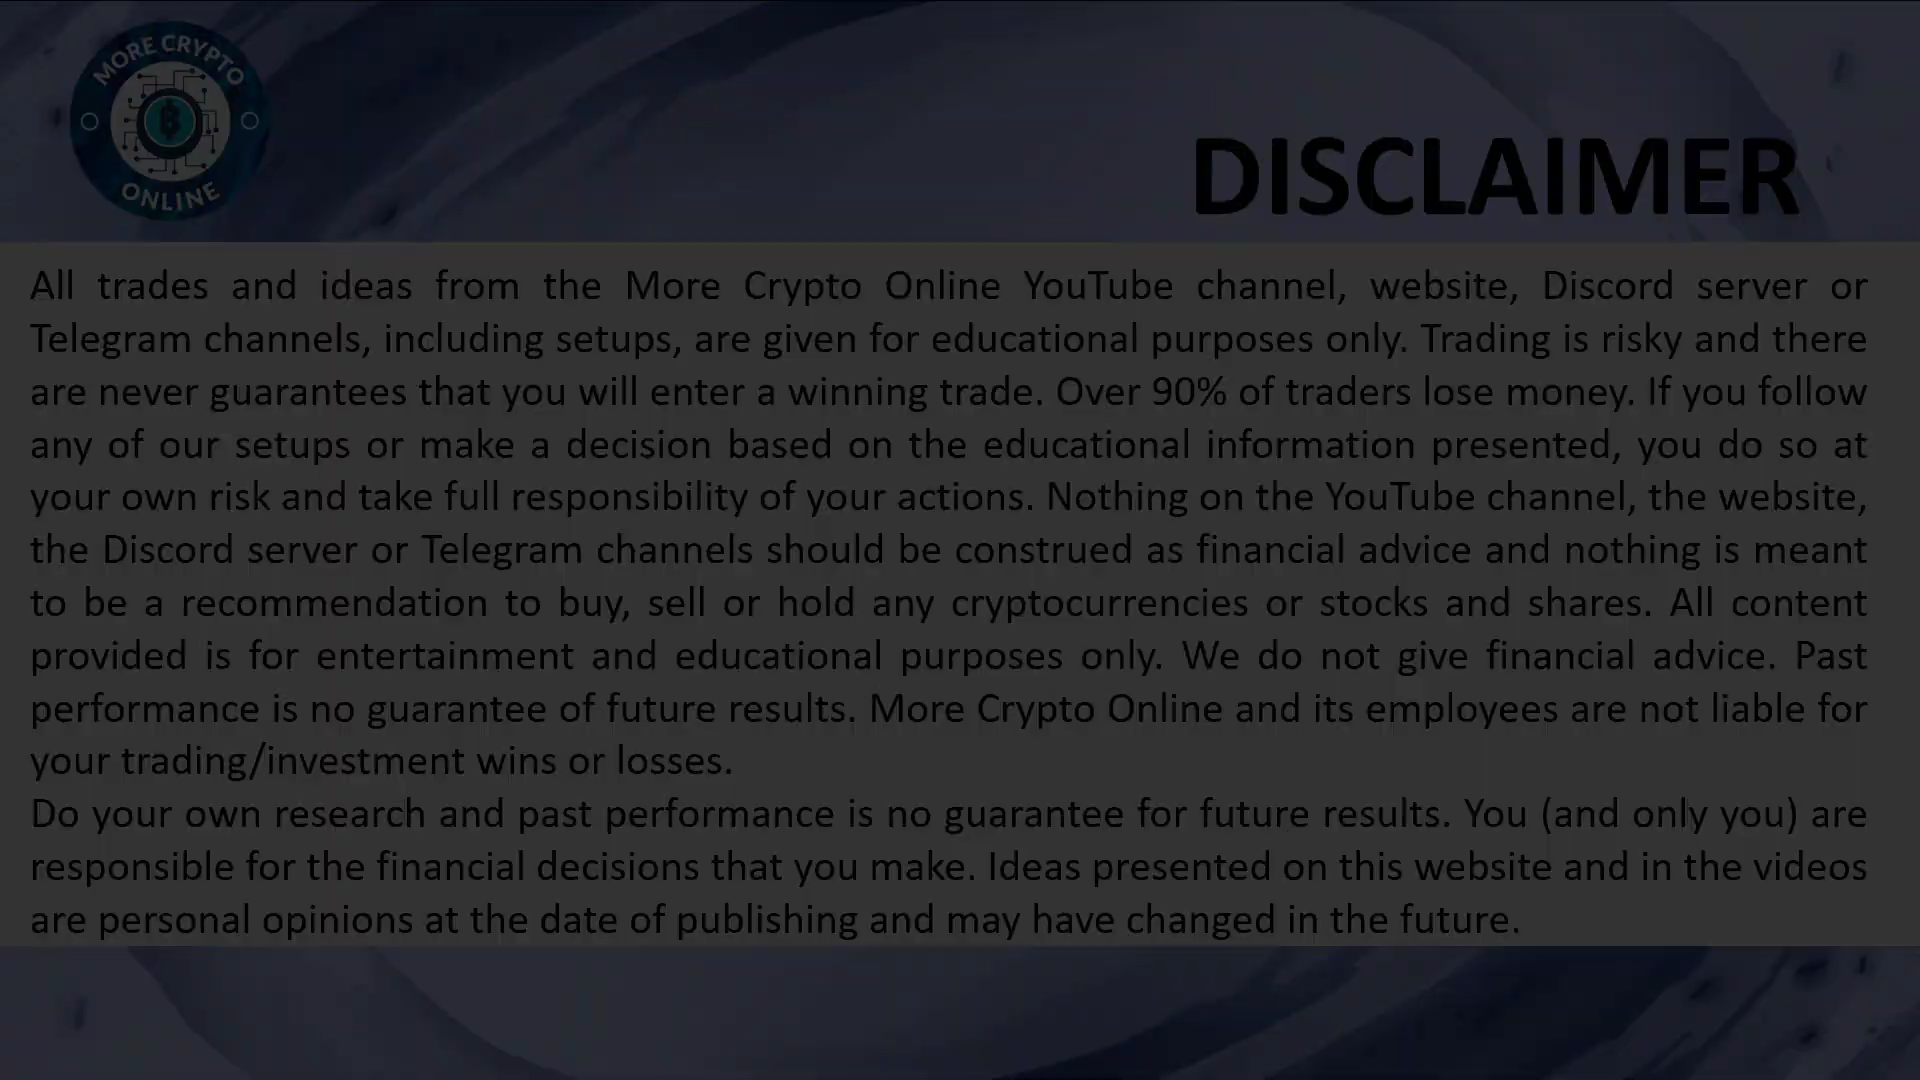 MORE CRYPTO
ONLINE
DISCLAIMER
All trades and ideas from the More Crypto Online YouTube channel, website, Discord server or
Telegram channels, including setups, are given for educational purposes only. Trading is risky and there
are never guarantees that you will enter a winning trade. Over 90% of traders lose money. If you follow
any of our setups or make a decision based on the educational information presented, you do so at
your own risk and take full responsibility of your actions. Nothing on the YouTube channel, the website,
the Discord server or Telegram channels should be construed as financial advice and nothing is meant
to be a recommendation to buy, sell or hold any cryptocurrencies or stocks and shares. All content
provided is for entertainment and educational purposes only. We do not give financial advice. Past
performance is no guarantee of future results. More Crypto Online and its employees are not liable for
your trading/investment wins or losses.
Do your own research and past performance is no guarantee for future results. You (and only you) are
responsible for the financial decisions that you make. Ideas presented on this website and in the videos
are personal opinions at the date of publishing and may have changed in the future.